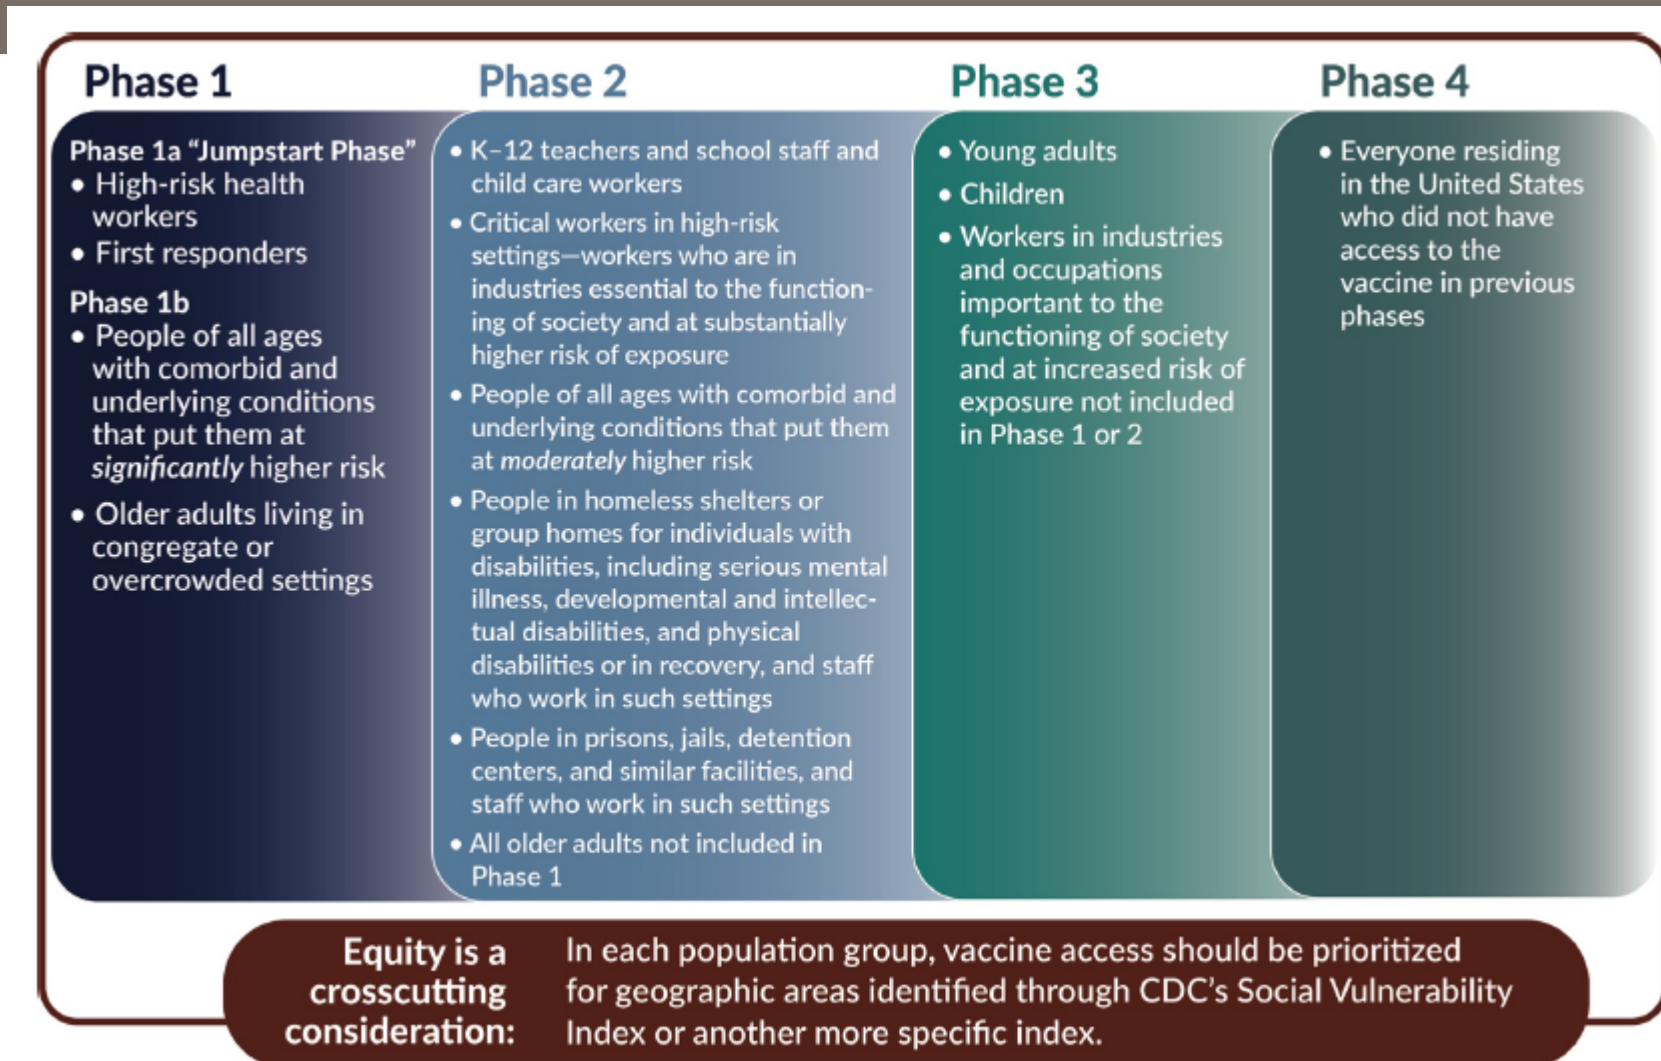 Phase 1
Phase 1a “Jumpstart Phase”
• High-risk health
workers
• First responders
Phase 1b
• People of all ages
with comorbid and
underlying conditions
that put them at
significantly higher risk
• Older adults living in
congregate or
overcrowded settings
Phase 2
• K–12 teachers and school staff and
child care workers
• Critical workers in high-risk
settings—workers who are in
industries essential to the function-
ing of society and at substantially
higher risk of exposure
• People of all ages with comorbid and
underlying conditions that put them
at moderately higher risk
• People in homeless shelters or
group homes for individuals with
disabilities, including serious mental
illness, developmental and intellec-
tual disabilities, and physical
disabilities or in recovery, and staff
who work in such settings
• People in prisons, jails, detention
centers, and similar facilities, and
staff who work in such settings
• All older adults not included in
Phase 1
Phase 3
• Young adults
• Children
• Workers in industries
and occupations
important to the
functioning of society
and at increased risk of
exposure not included
in Phase 1 or 2
Phase 4
• Everyone residing
in the United States
who did not have
access to the
vaccine in previous
phases
Equity is a
crosscutting
consideration:
In each population group, vaccine access should be prioritized
for geographic areas identified through CDC’s Social Vulnerability
Index or another more specific index.